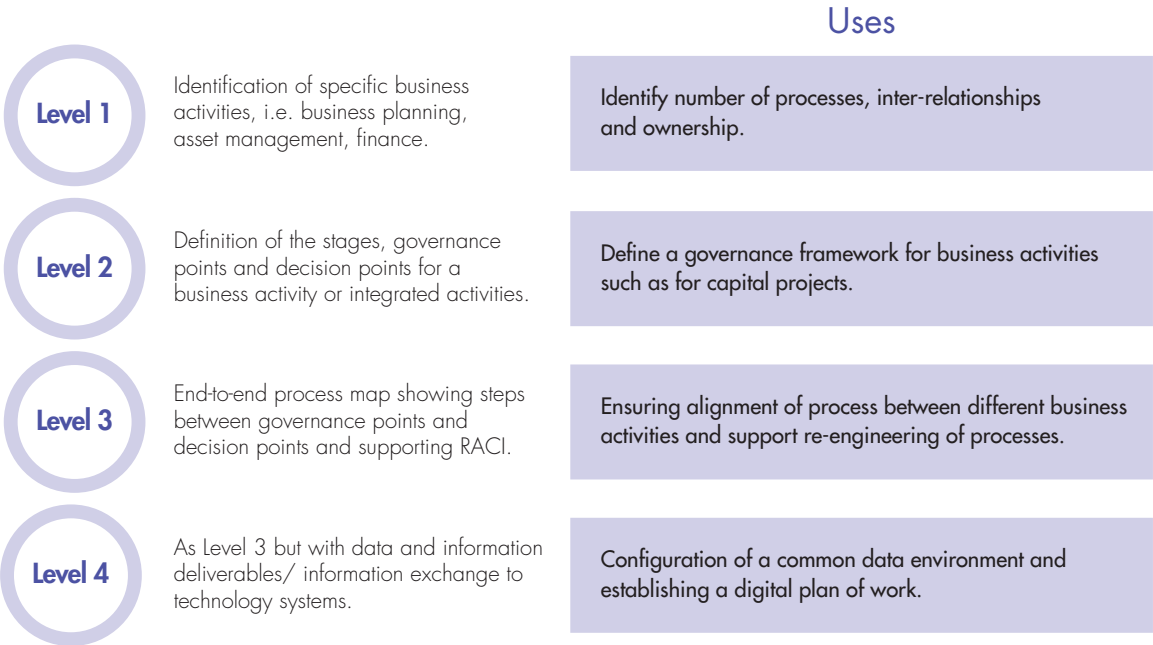 Uses
Level 1
Identification of specific business
activities, i.e. business planning,
asset management, finance.
Identify number of processes, inter-relationships
and ownership.
Level 2
Definition of the stages, governance
points and decision points for a
business activity or integrated activities.
Define a governance framework for business activities
such as for capital projects.
Level 3
End-to-end process map showing steps
between governance points and
decision points and supporting RACI.
Ensuring alignment of process between different business
activities and support re-engineering of processes.
Level 4
As Level 3 but with data and information
deliverables/ information exchange to
technology systems.
Configuration of a common data environment and
establishing a digital plan of work.